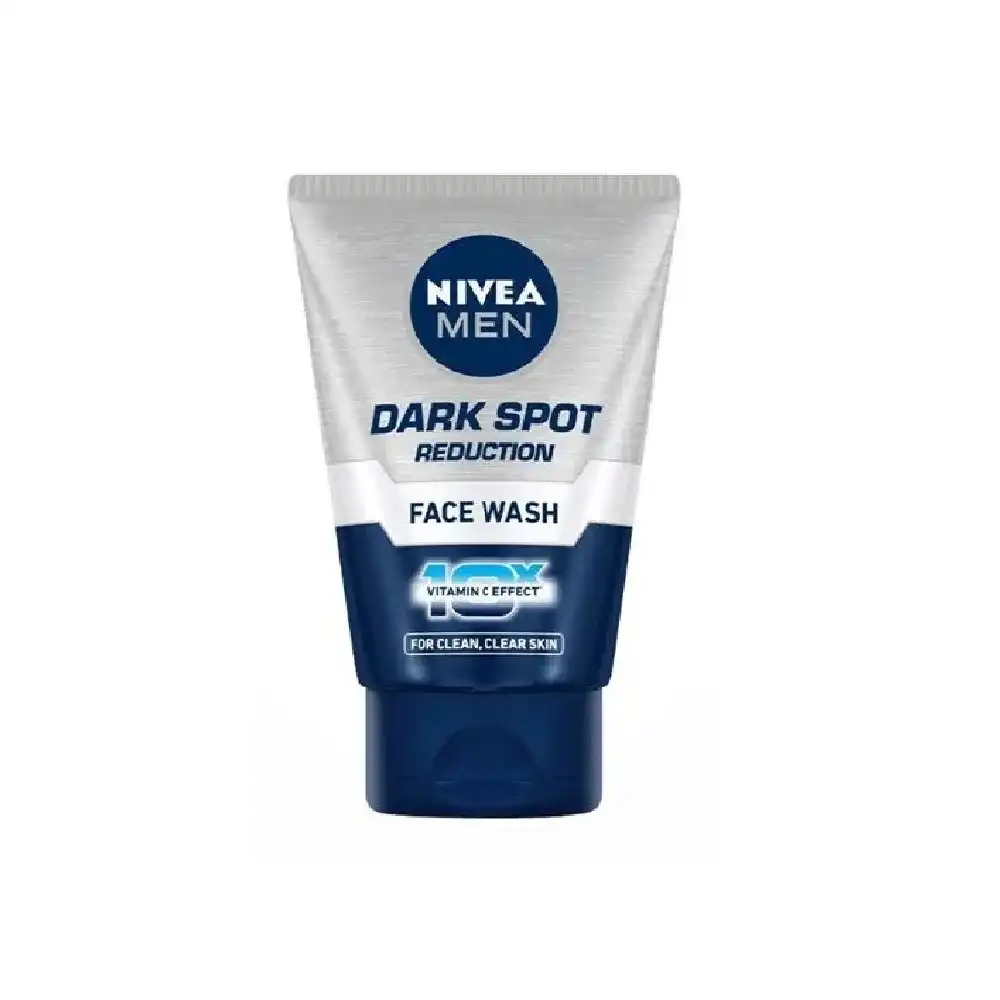 NIVEA
MEN
DARK SPOT
REDUCTION
FACE WASH
10X
VITAMIN C EFFECT*
FOR CLEAN, CLEAR SKIN